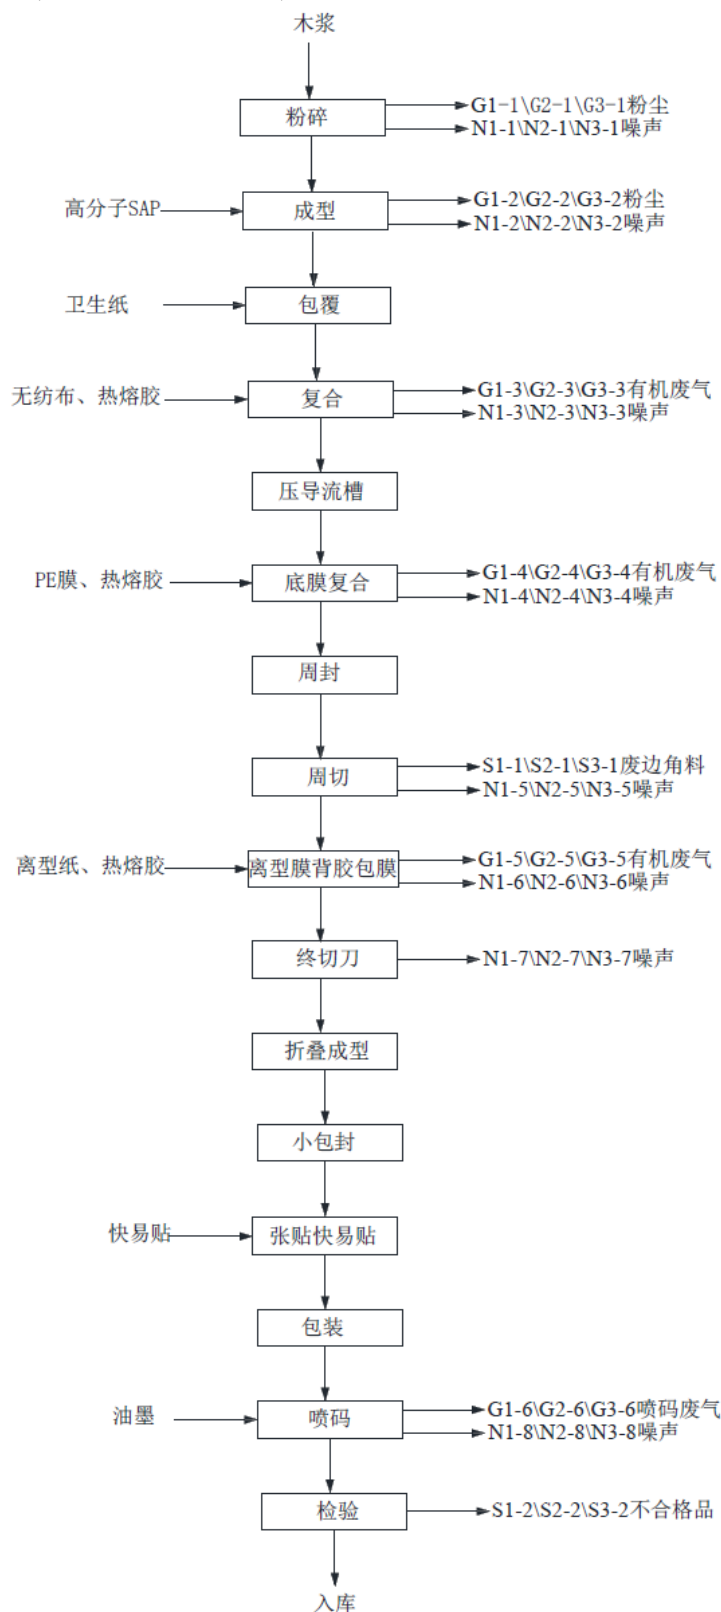 木浆
粉碎
G1-1\G2-1\G3-1粉尘
N1-1\N2-1\N3-1噪声
高分子SAP
成型
G1-2\G2-2\G3-2粉尘
N1-2\N2-2\N3-2噪声
卫生纸
包覆
无纺布、热熔胶
复合
G1-3\G2-3\G3-3有机废气
N1-3\N2-3\N3-3噪声
压导流槽
PE膜、热熔胶
底膜复合
G1-4\G2-4\G3-4有机废气
N1-4\N2-4\N3-4噪声
周封
周切
S1-1\S2-1\S3-1废边角料
N1-5\N2-5\N3-5噪声
离型纸、热熔胶
离型膜背胶包膜
G1-5\G2-5\G3-5有机废气
N1-6\N2-6\N3-6噪声
终切刀
N1-7\N2-7\N3-7噪声
折叠成型
小包封
快易贴
张贴快易贴
包装
油墨
喷码
G1-6\G2-6\G3-6喷码废气
N1-8\N2-8\N3-8噪声
检验
S1-2\S2-2\S3-2不合格品
入库